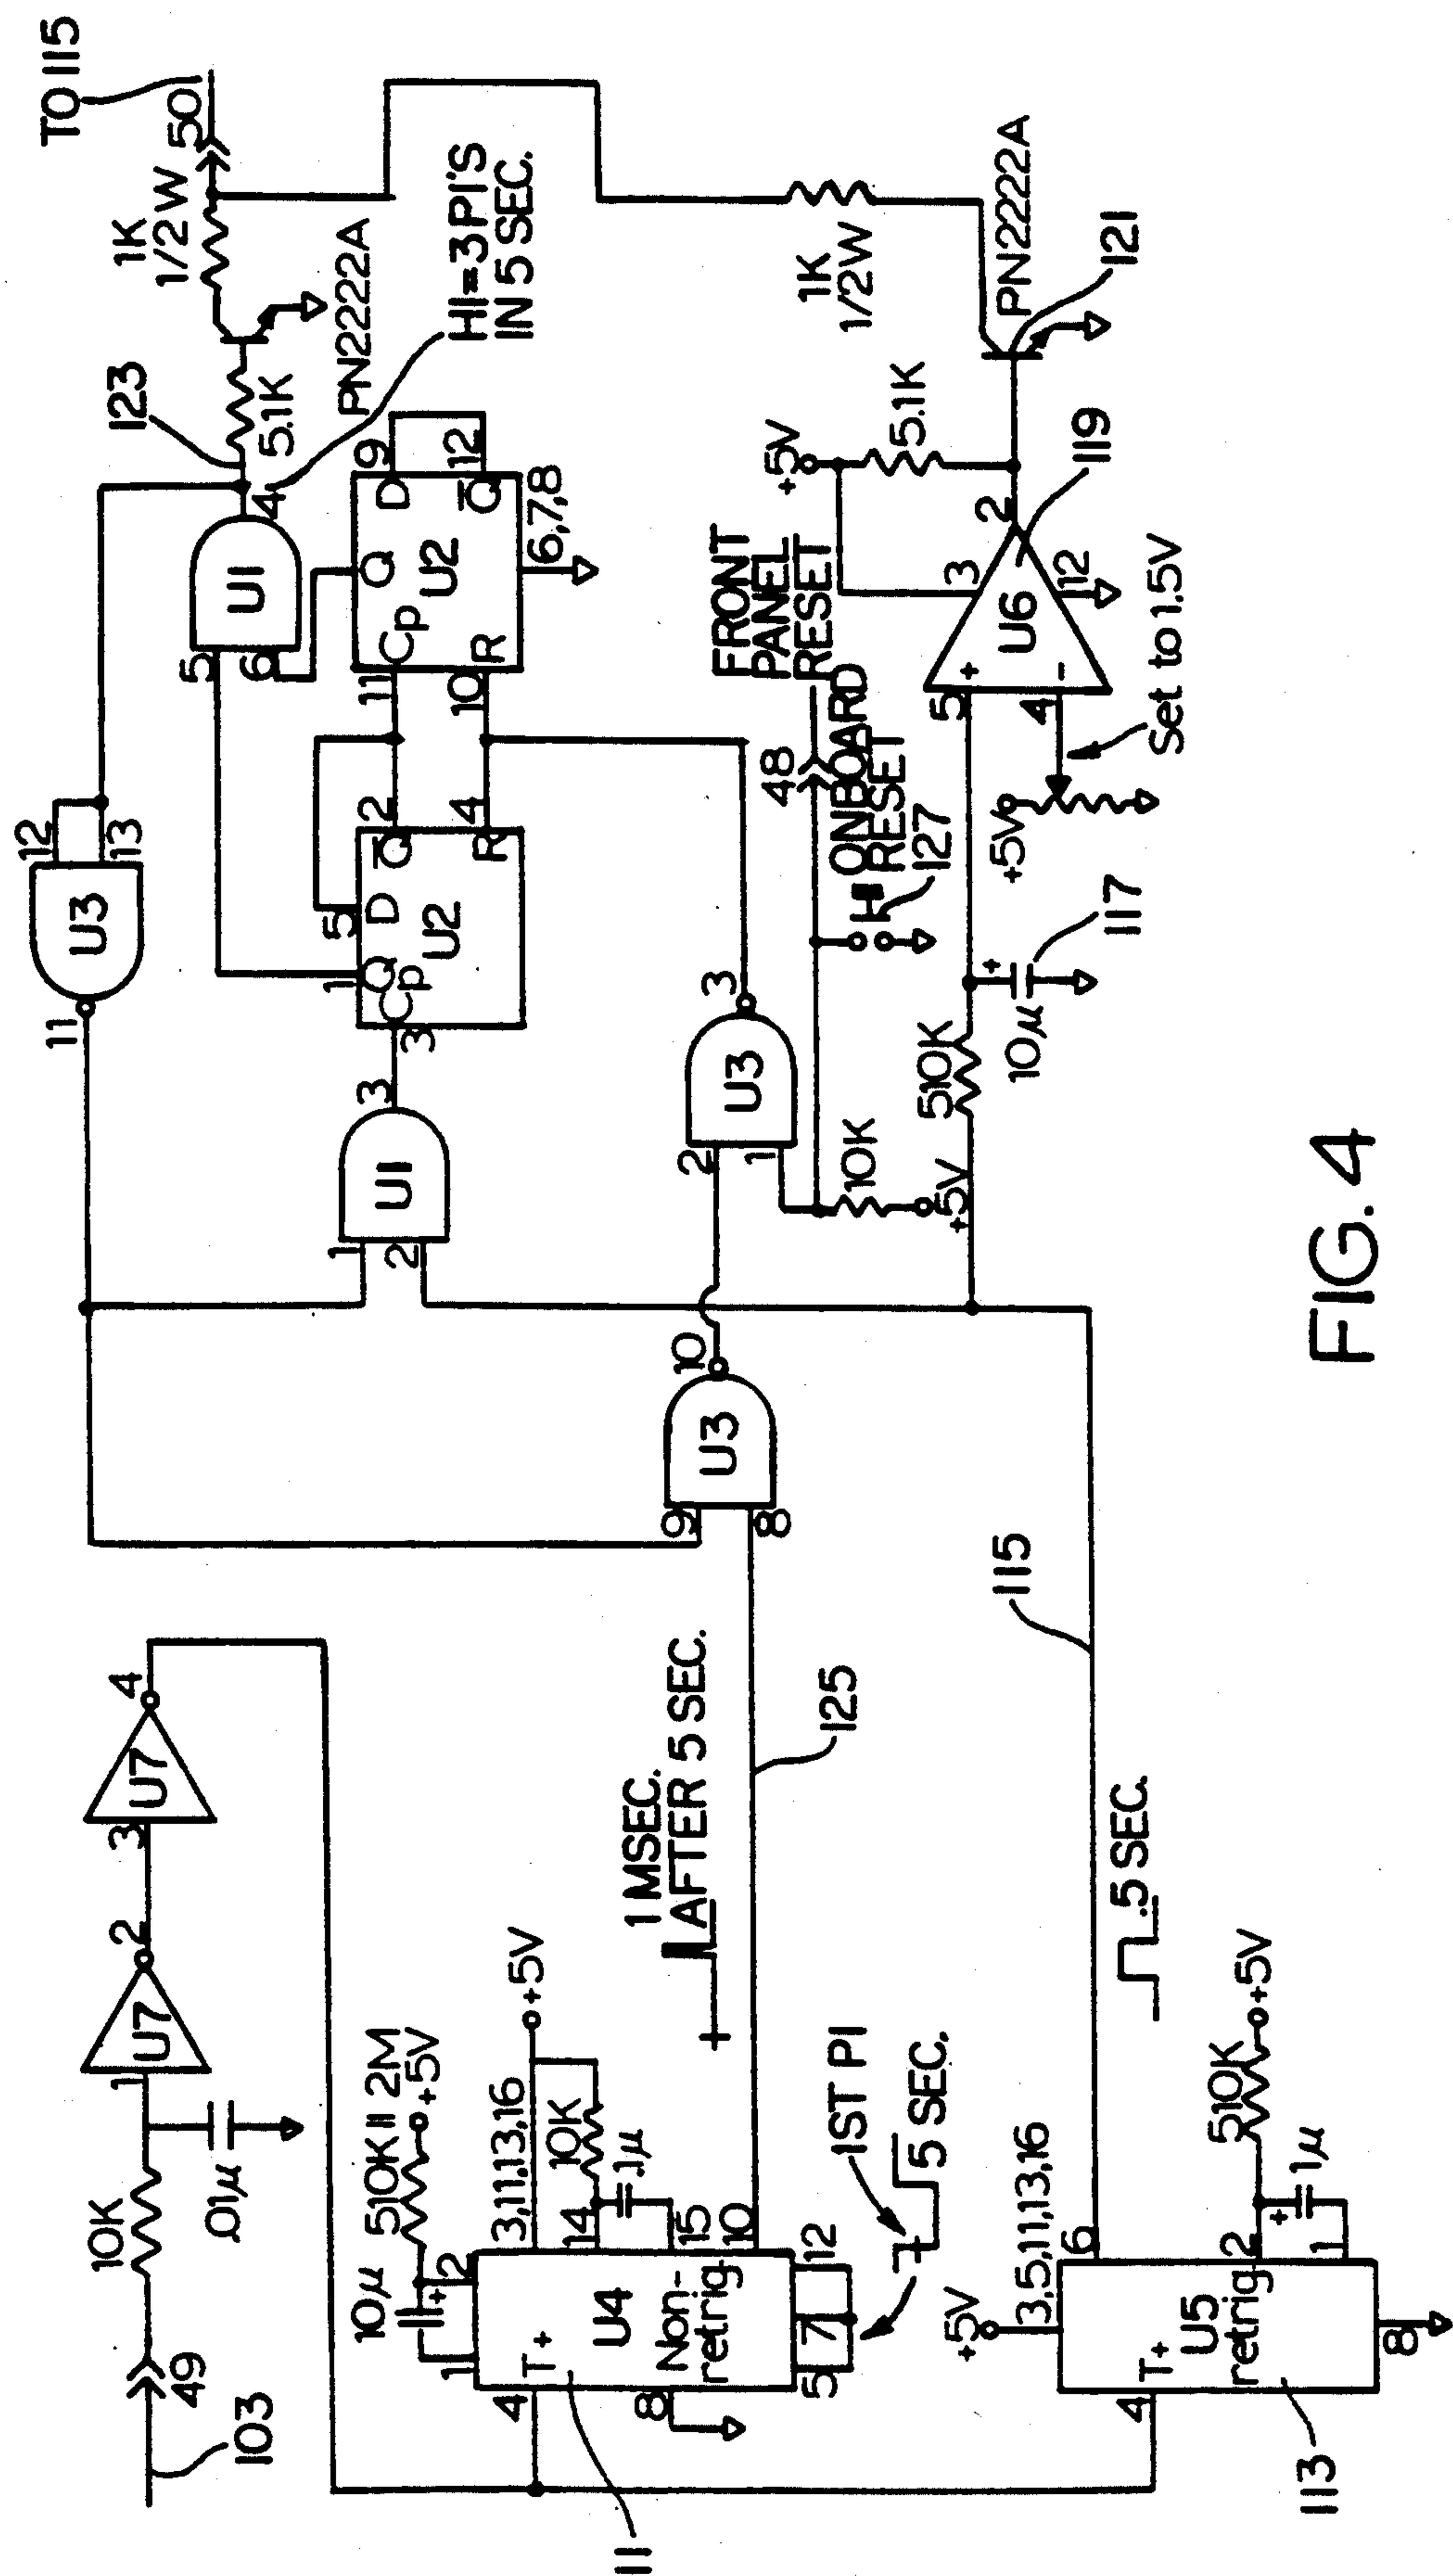 103
49
10K
.01µ
1
U7
2
3
U7
4
TO 115
50
1K
1/2 W
123
5.1K
PN2222A
HI=3 PI'S
IN 5 SEC.
12
13
U3
11
5
6
U1
4
1
2
U1
3
5
D
Q̅
2
1
Q
Cp
3
U2
R
4
9
D
12
Q̅
Q
U2
Cp
11
10
R
6,7,8
10µ
510K II 2M
+5V
1
2
3,11,13,16
+5V
10K
14
.1µ
15
10
4
T+
U4
Non-
retrig
8
5
7
12
11
1 MSEC.
AFTER 5 SEC.
1ST PI
5 SEC.
125
9
8
U3
10
2
1
U3
3
10K
+5V
48
FRONT
PANEL
RESET
HI ONBOARD
RESET
127
+5V
3,5,11,13,16
6
4
T+
U5
retrig
2
1
8
1µ
510K
+5V
113
.5 SEC.
115
510K
10µ
117
+
5
+
4
-
U6
3
2
12
119
+5V
Set to 1.5V
+5V
5.1K
1K
1/2W
PN2222A
121
FIG. 4